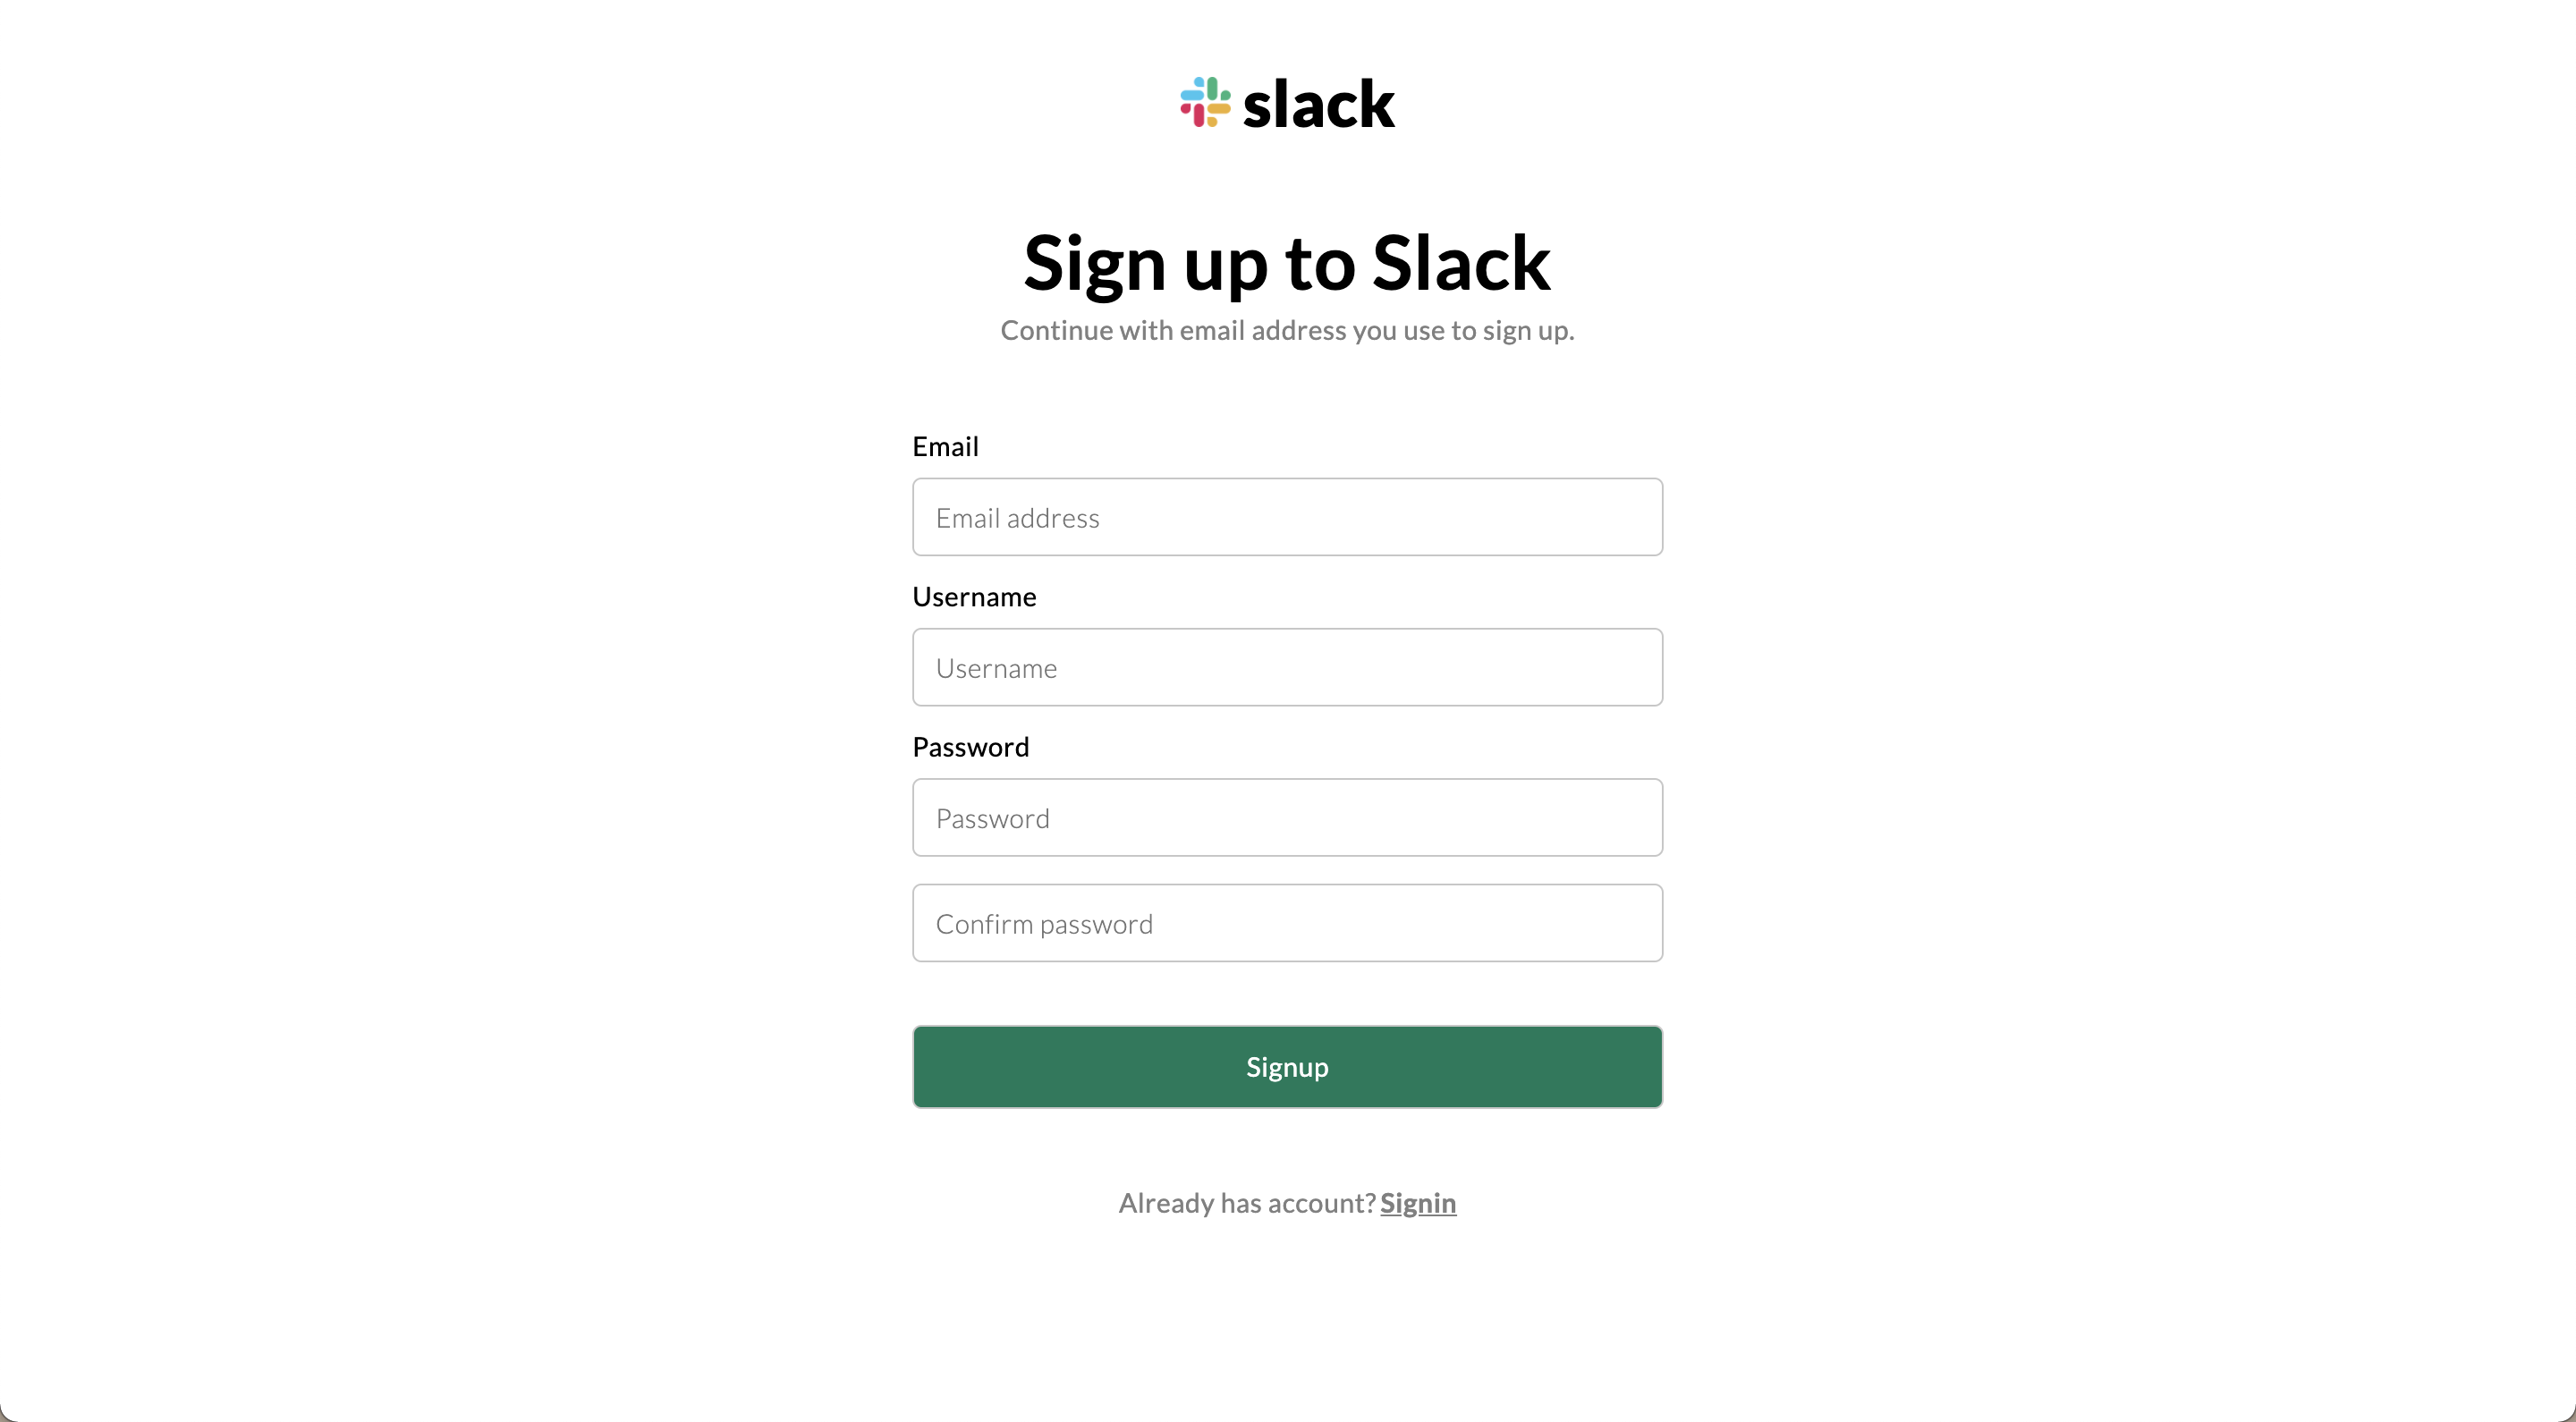 slack
Sign up to Slack
Continue with email address you use to sign up.
Email
Email address
Username
Username
Password
Password
Confirm password
Signup
Already has account? Signin